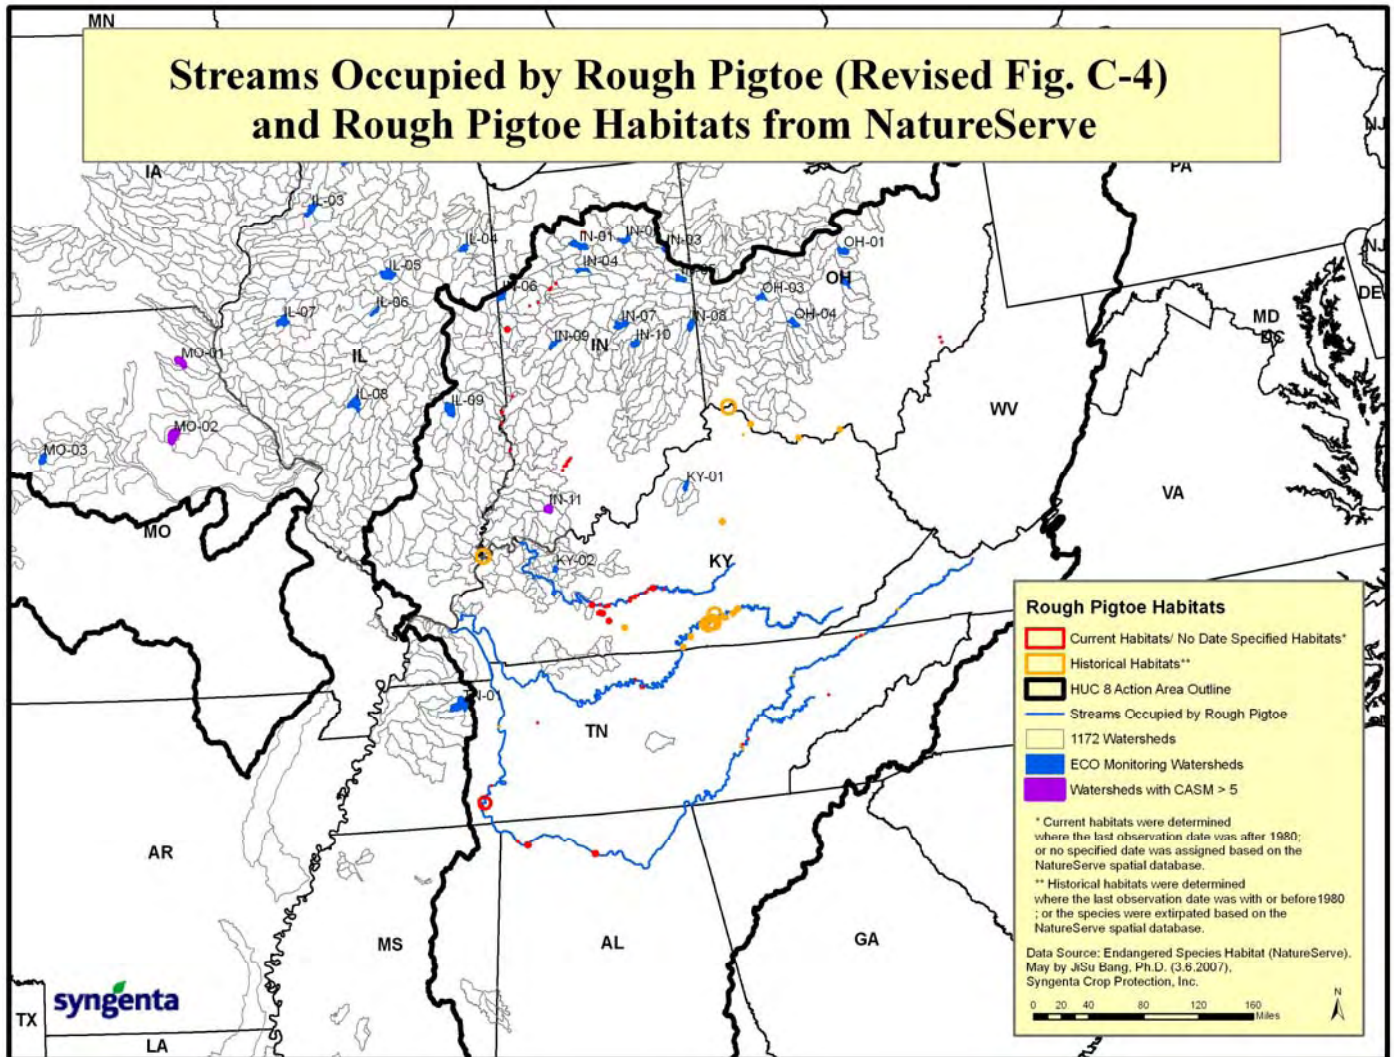 MN
Streams Occupied by Rough Pigtoe (Revised Fig. C-4)
and Rough Pigtoe Habitats from NatureServe
NJ
PA
IA
IL-03
IL-04
IN-01
IN-03
OH-01
NJ
IL-05
IN-04
OH
IN-06
OH-03
DE
IL-06
IL-07
IN-07
IN-08
OH-04
MD
DC
IN-09
IN
IN-10
MO-01
IL
IL-08
IL-09
WV
MO-02
MO-03
KY-01
VA
IN-11
MO
KY-02
KY
TN-01
TN
AR
MS
AL
GA
TX
LA
syngenta
Rough Pigtoe Habitats
Current Habitats/ No Date Specified Habitats*
Historical Habitats**
HUC 8 Action Area Outline
Streams Occupied by Rough Pigtoe
1172 Watersheds
ECO Monitoring Watersheds
Watersheds with CASM > 5
* Current habitats were determined
where the last observation date was after 1980;
or no specified date was assigned based on the
NatureServe spatial database.
** Historical habitats were determined
where the last observation date was with or before1980
; or the species were extirpated based on the
NatureServe spatial database.
Data Source: Endangered Species Habitat (NatureServe).
May by JiSu Bang, Ph.D. (3.6.2007),
Syngenta Crop Protection, Inc.
N
0 20 40 80 120 160
Miles